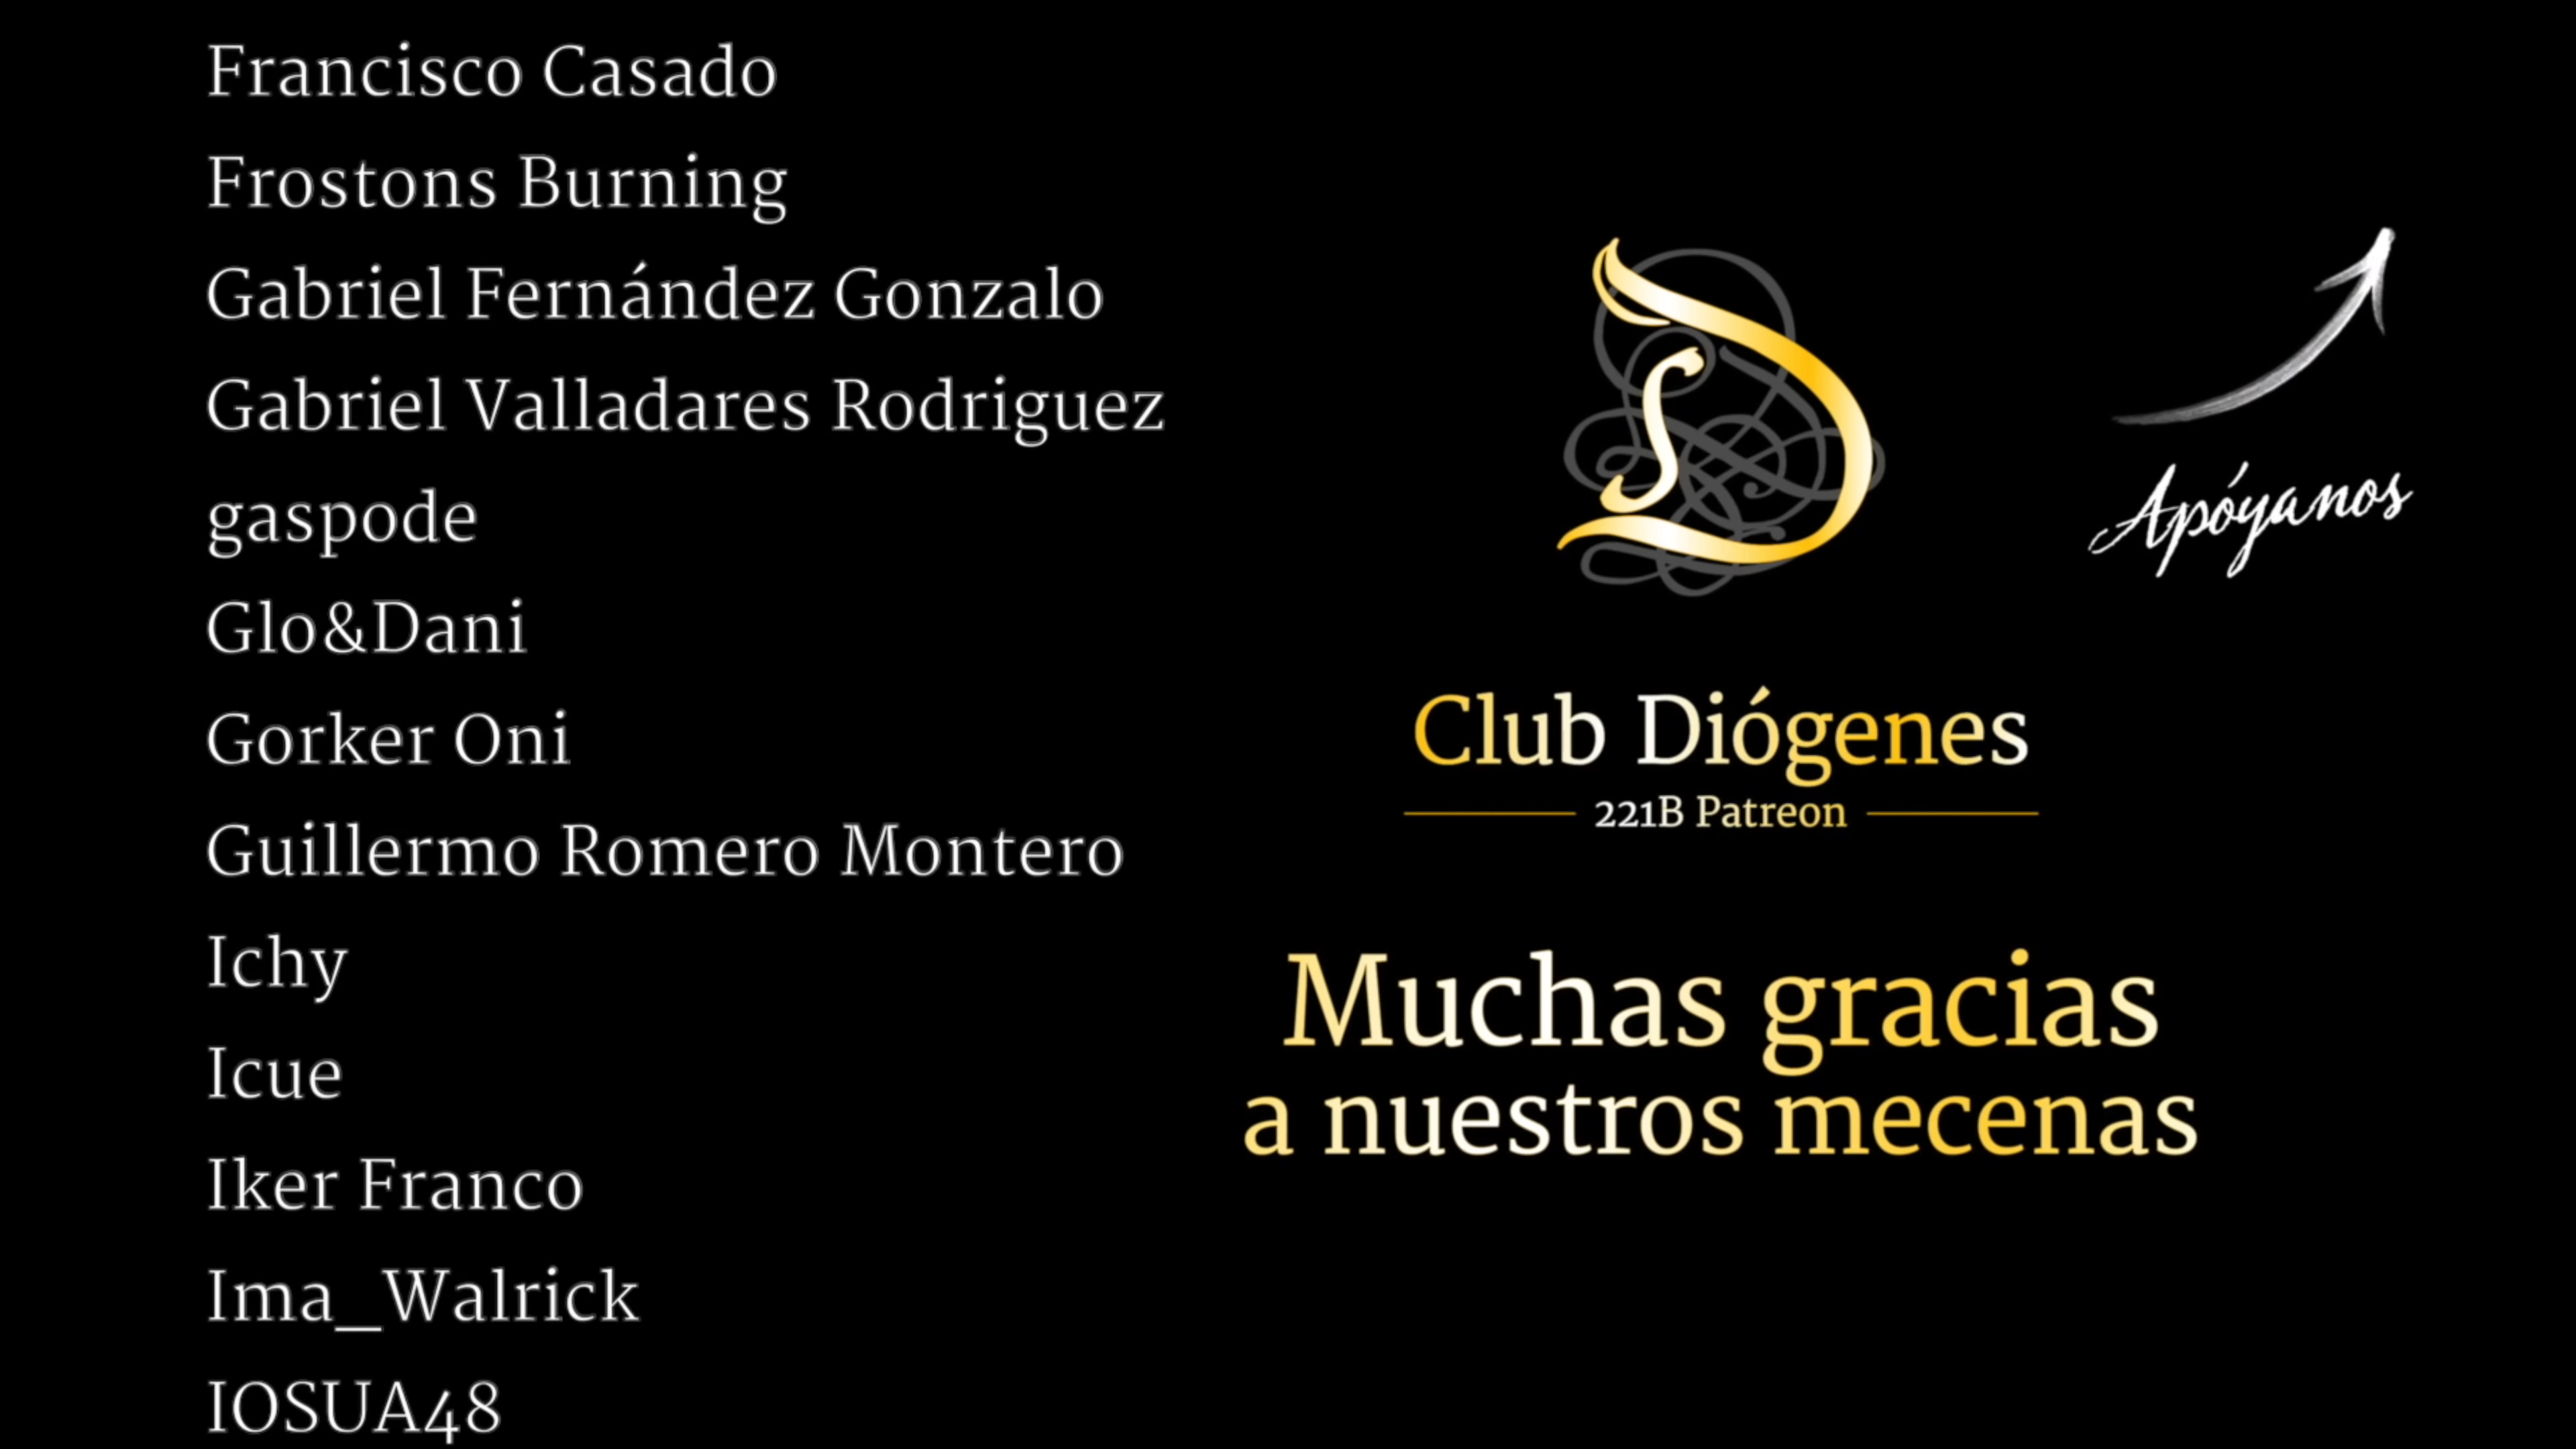 Francisco Casado
Frostons Burning
Gabriel Fernández Gonzalo
Gabriel Valladares Rodriguez
gaspode
Glo&Dani
Gorker Oni
Guillermo Romero Montero
Ichy
Icue
Iker Franco
Ima_Walrick
IOSUA48
SD
Apóyanos
Club Diógenes
221B Patreon
Muchas gracias
a nuestros mecenas